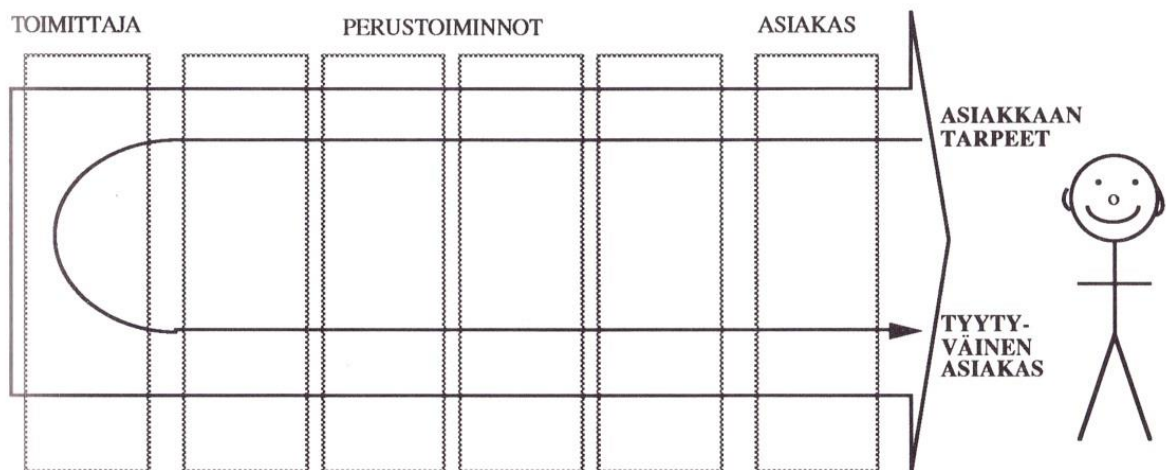 TOIMITTAJA
PERUSTOIMINNOT
ASIAKAS
ASIAKKAAN
TARPEET
TYYTY-
VÄINEN
ASIAKAS